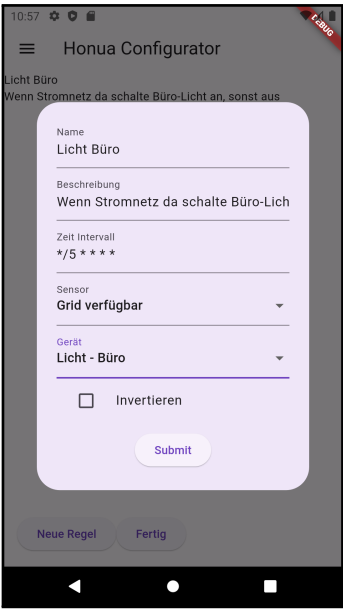 10:57
DEBUG
Honua Configurator
Licht Büro
Wenn Stromnetz da schalte Büro-Licht an, sonst aus
Name
Licht Büro
Beschreibung
Wenn Stromnetz da schalte Büro-Lich
Zeit Intervall
*/5 * * * *
Sensor
Grid verfügbar
Gerät
Licht - Büro
Invertieren
Submit
Neue Regel
Fertig